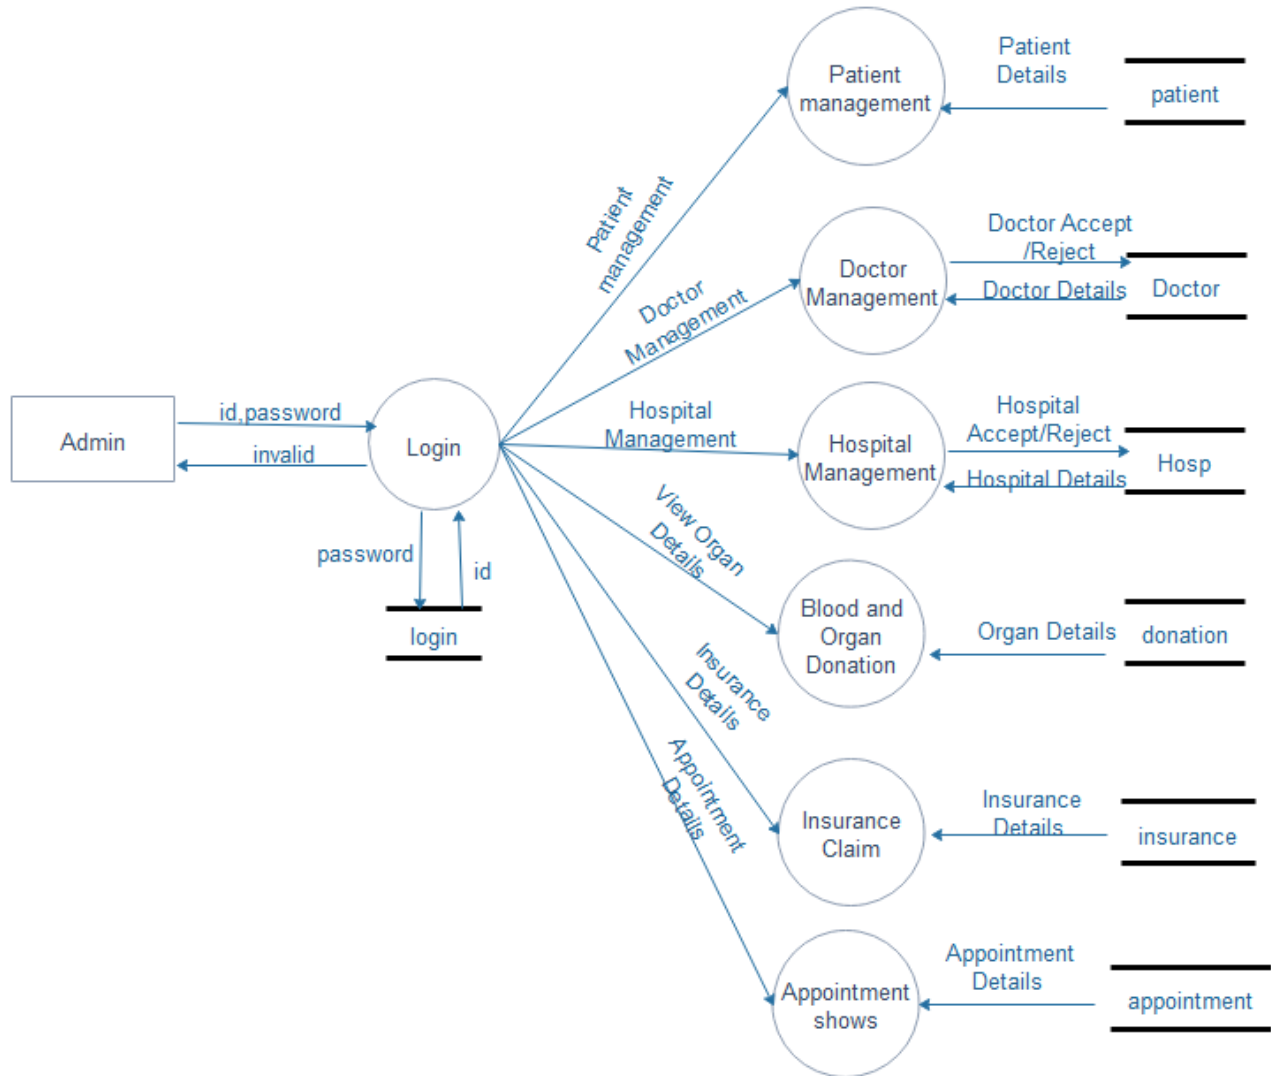 Patient
management
Patient
Details
patient
Patient
management
Doctor
Management
Doctor Accept
/Reject
Doctor Details
Doctor
Doctor
Management
Admin
id,password
invalid
Login
password
id
login
Hospital
Management
Hospital
Management
Hospital
Accept/Reject
Hospital Details
Hosp
View Organ
Details
Blood and
Organ
Donation
Organ Details
donation
Insurance
Details
Insurance
Claim
Insurance
Details
insurance
Appointment
Details
Appointment
shows
Appointment
Details
appointment